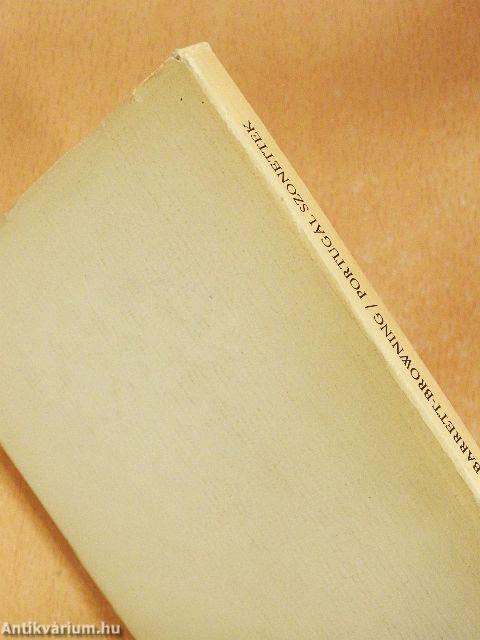 BARRETT-BROWNING / PORTUGÁL SZONETTEK
Antikvárium.hu